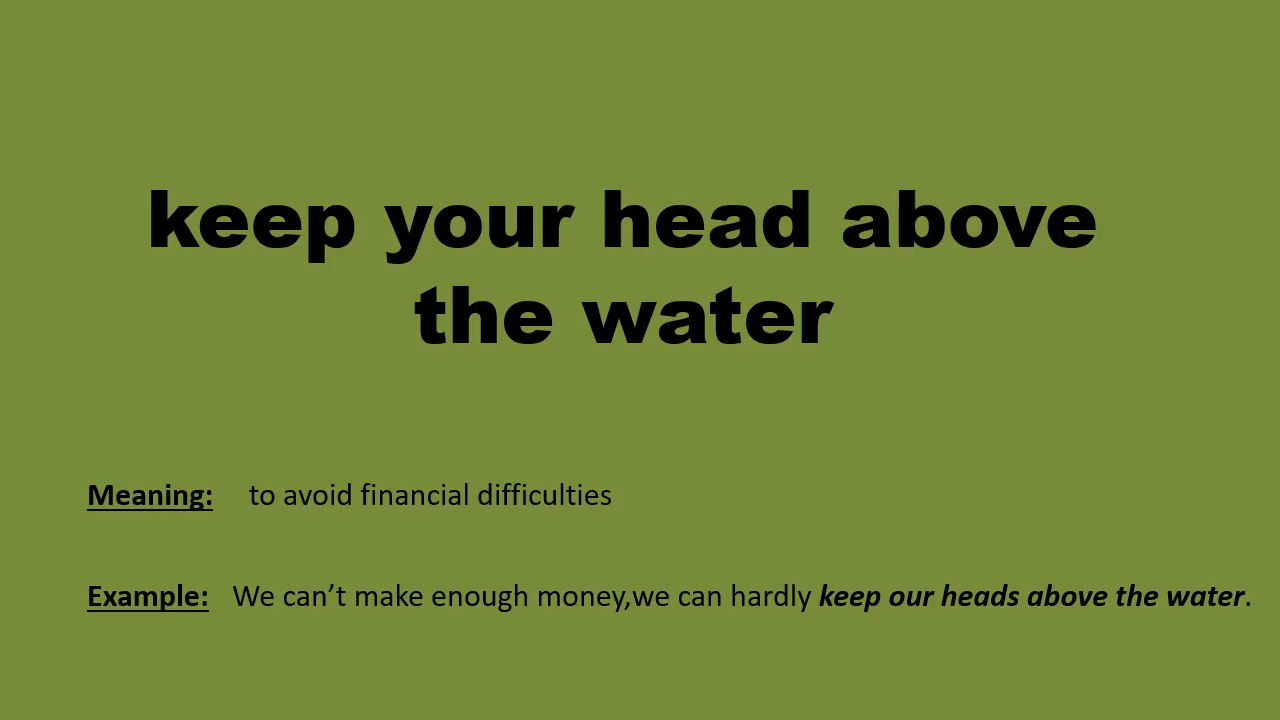 keep your head above
the water
Meaning: to avoid financial difficulties
Example: We can’t make enough money,we can hardly keep our heads above the water.